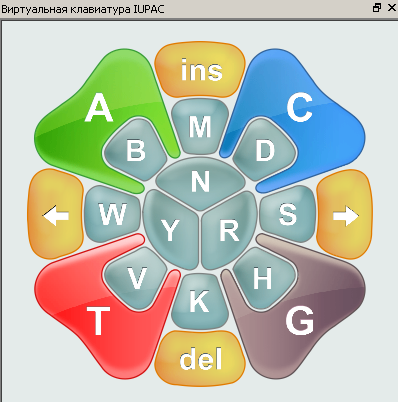 Виртуальная клавиатура IUPAC
ins
A M C
B D
N
W Y R S
V H
T K G
del